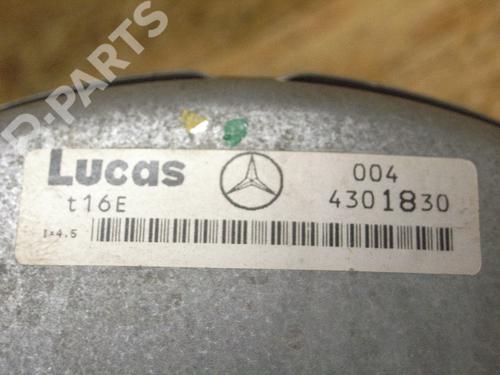 B-PARTS
Lucas
004
t16E
4301830
I=4.5